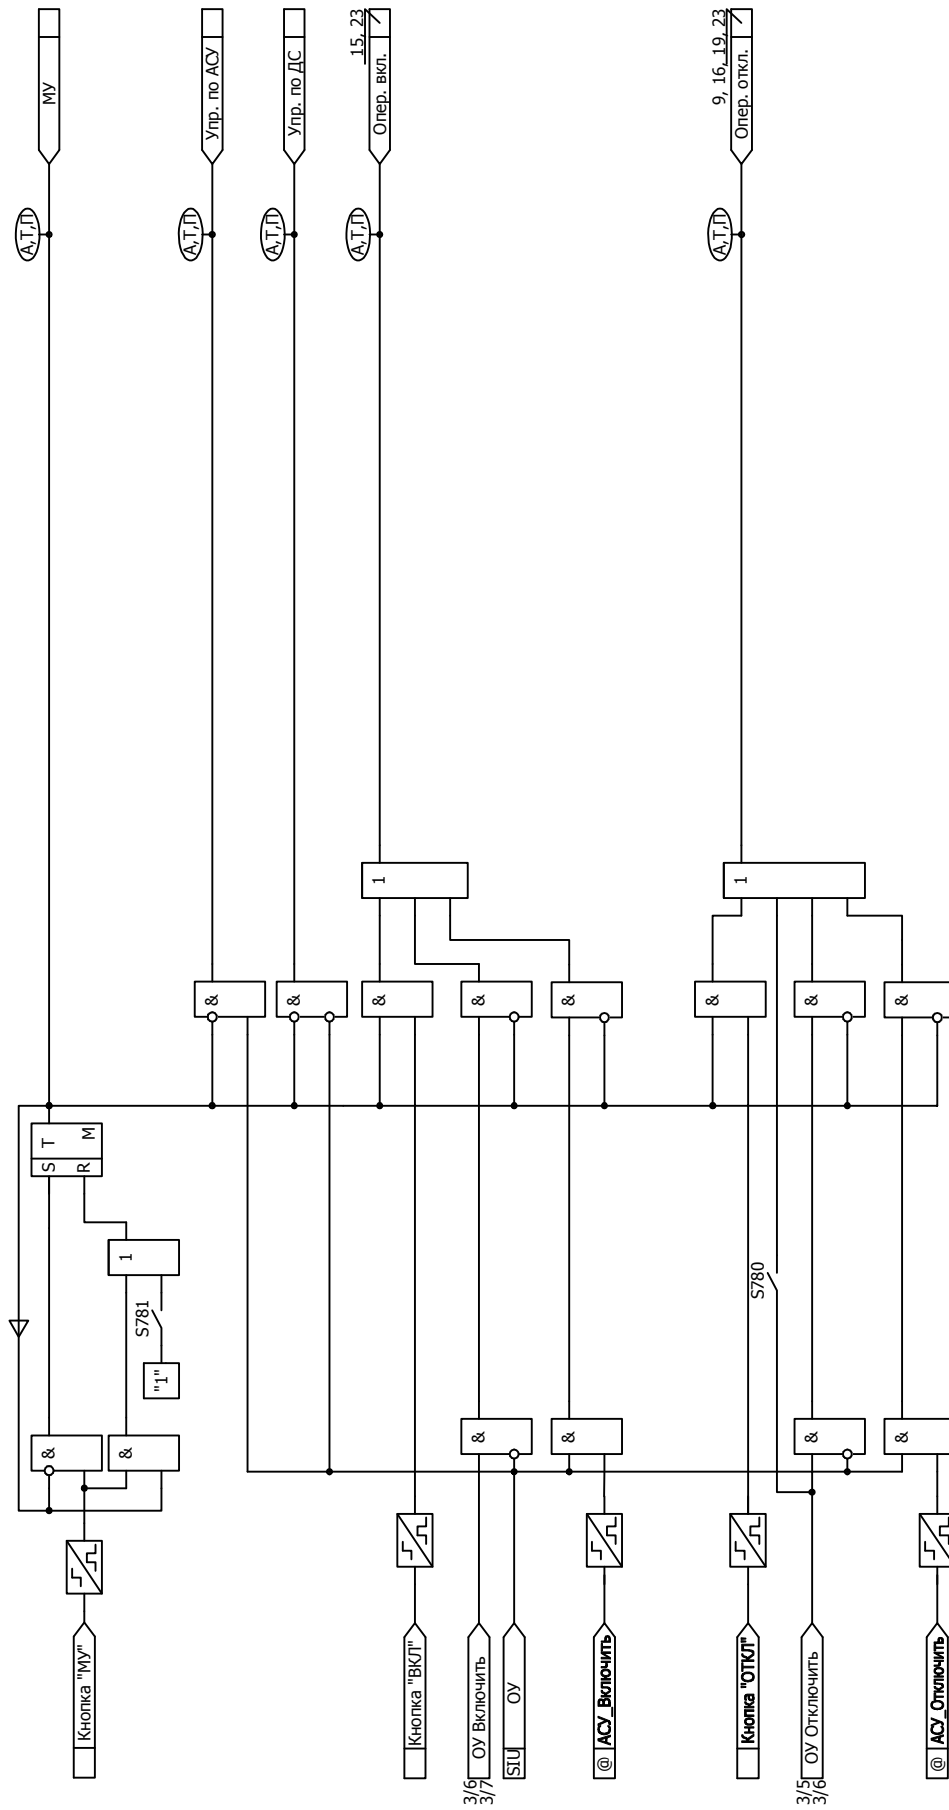 МУ
Упр. по АСУ
Упр. по ДС
15, 23
Опер. вкл.
9, 16, 19, 23
Опер. откл.
А,Т,П
А,Т,П
А,Т,П
А,Т,П
А,Т,П
1
1
&
&
&
&
&
&
&
&
T
M
S
R
1
S781
"1"
S780
&
&
&
&
&
&
Кнопка "МУ"
Кнопка "ВКЛ"
ОУ Включить
3/6
3/7
SIU
ОУ
@
АСУ_Включить
Кнопка "ОТКЛ"
ОУ Отключить
3/5
3/6
@
АСУ_Отключить